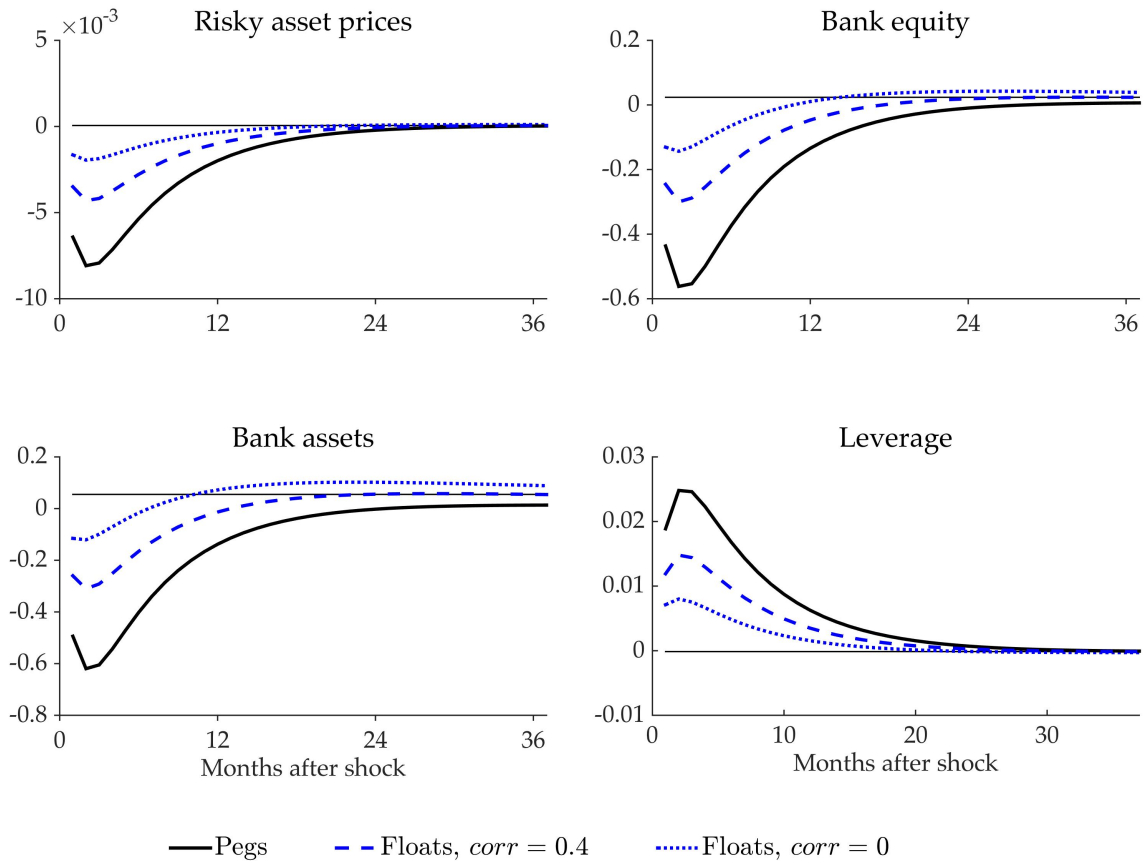 Risky asset prices
×10⁻³
5
0
-5
-10
0 12 24 36
Bank equity
0.2
0
-0.2
-0.4
-0.6
0 12 24 36
Bank assets
0.2
0
-0.2
-0.4
-0.6
-0.8
0 12 24 36
Months after shock
Leverage
0.03
0.02
0.01
0
-0.01
0 10 20 30
Months after shock
Pegs Floats, corr = 0.4 Floats, corr = 0